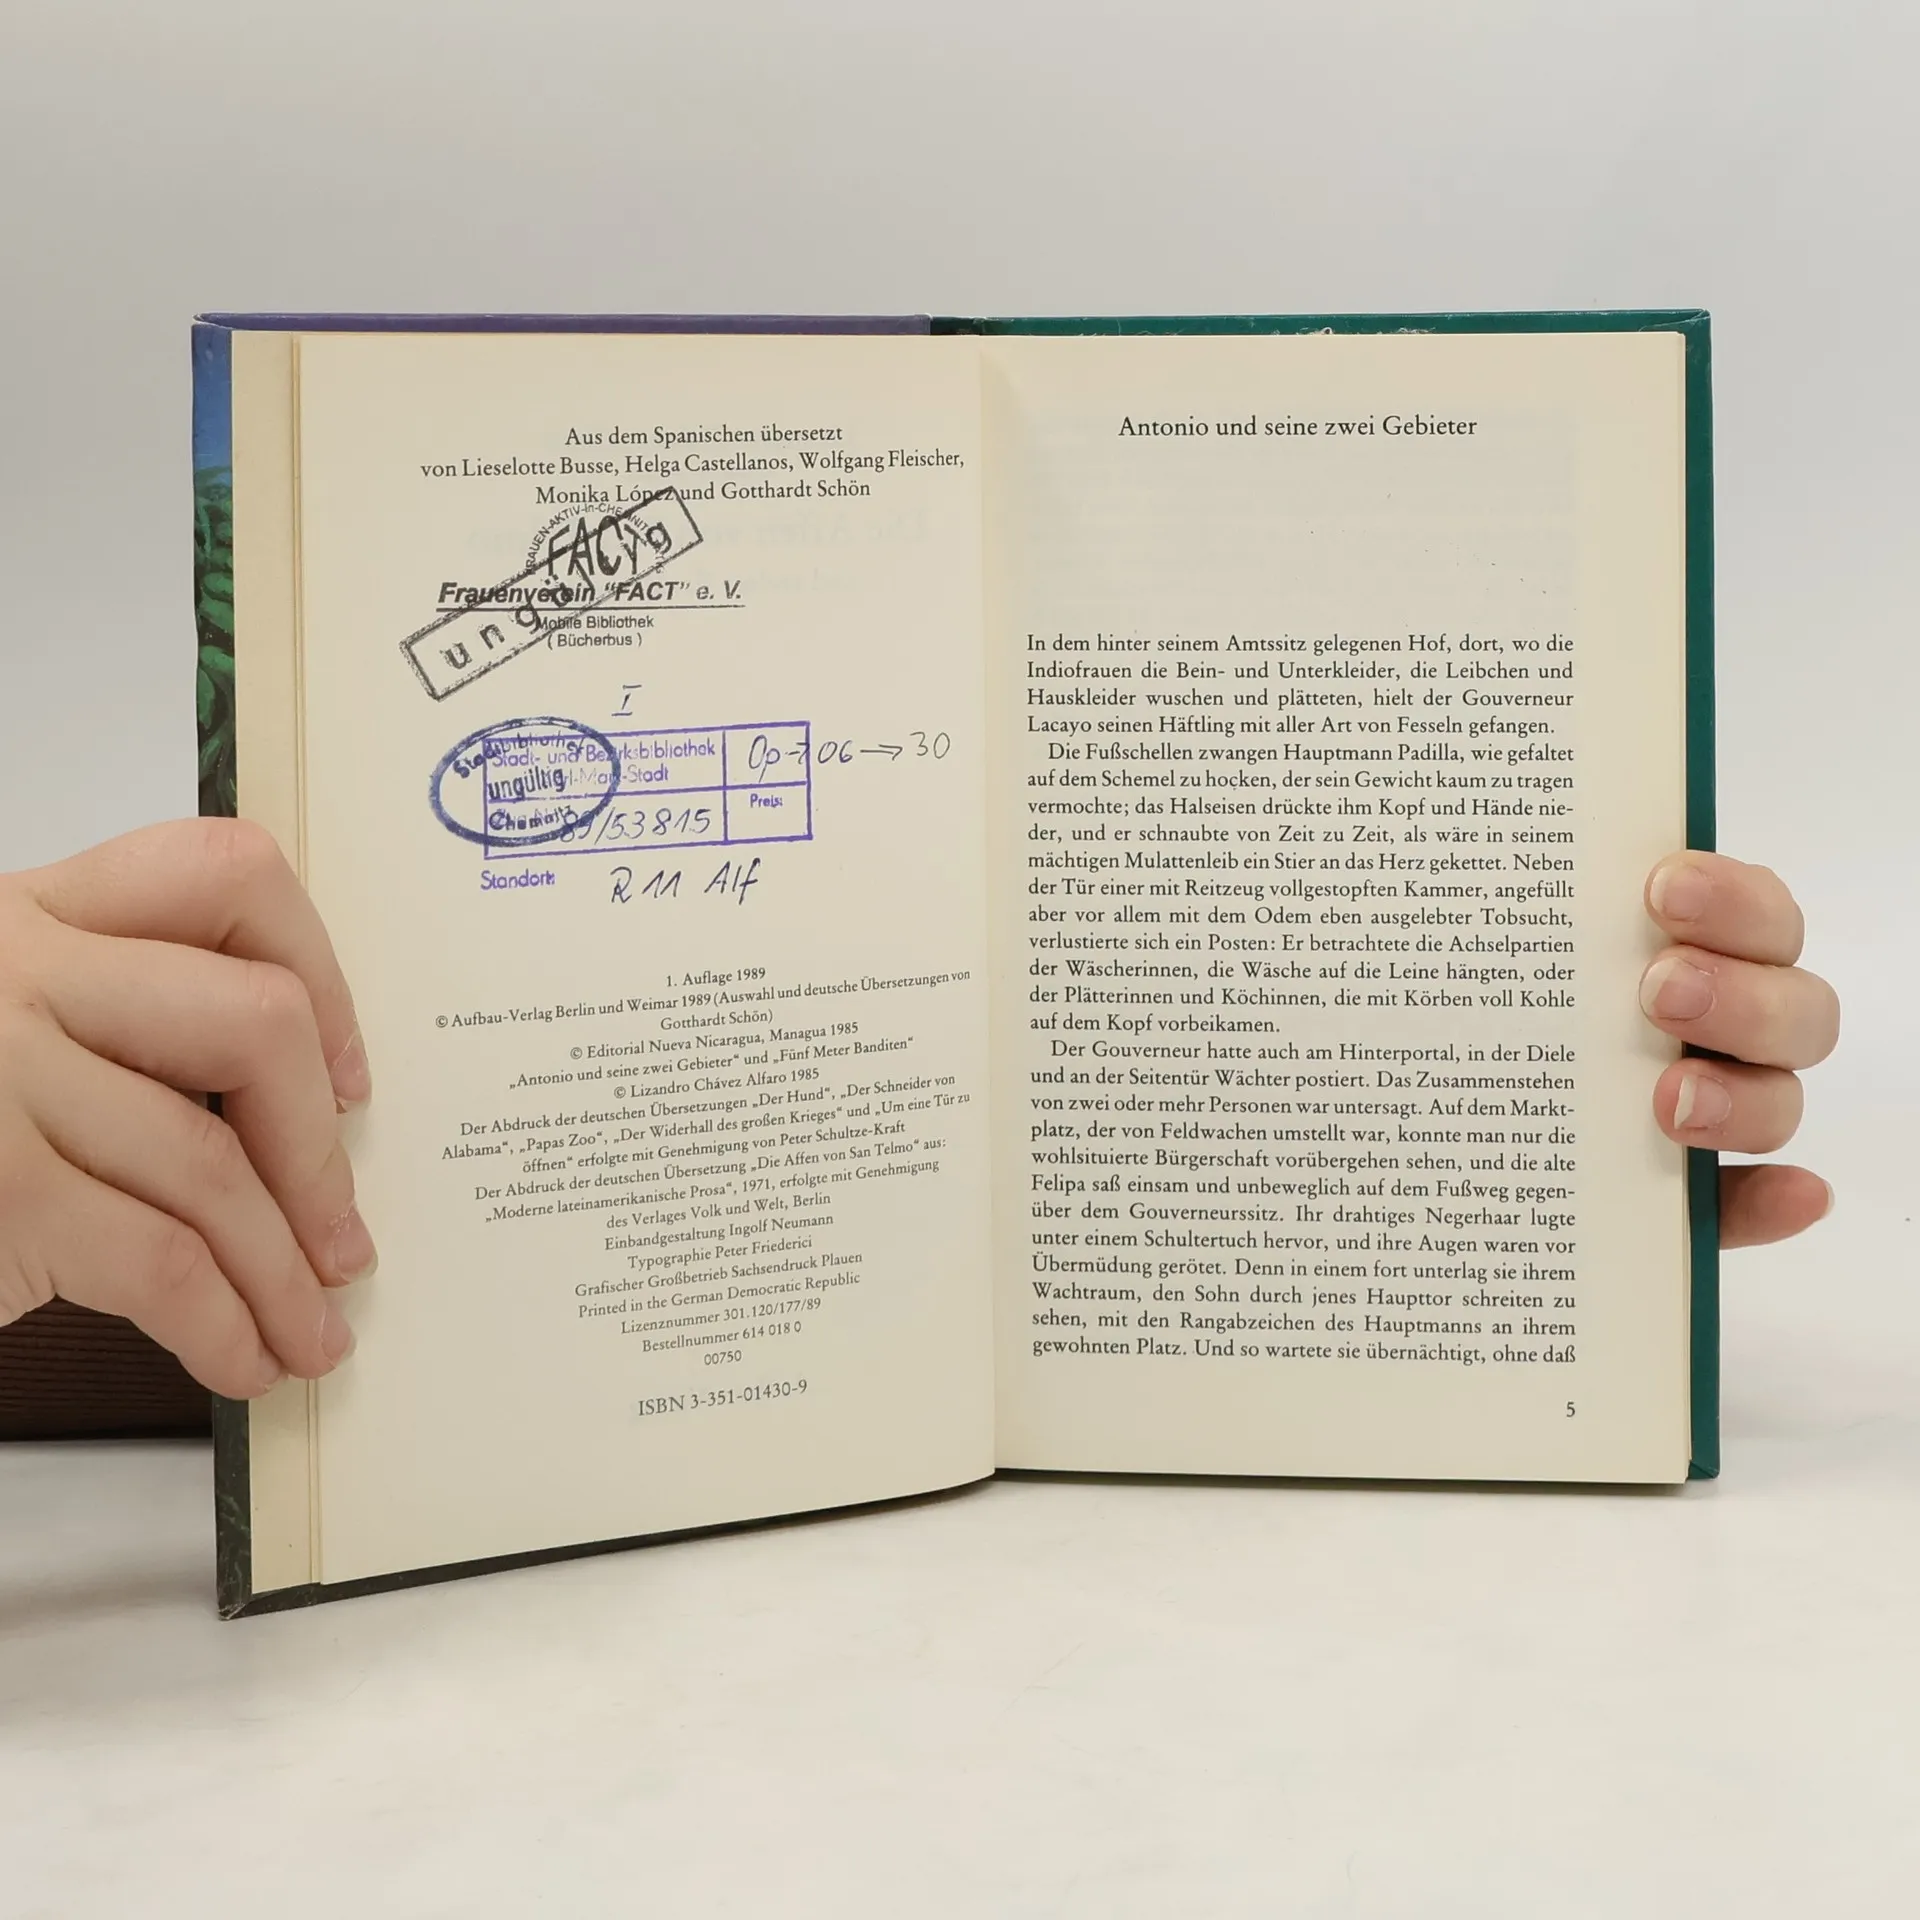 Aus dem Spanischen übersetzt
von Lieselotte Busse, Helga Castellanos, Wolfgang Fleischer,
Monika López und Gotthardt Schön
FRAUEN-AKTIV-in-CHEMNITZ
FACT
ungültig
Frauenverein "FACT" e. V.
Mobile Bibliothek
( Bücherbus )
I
Stadt- und Bezirksbibliothek
Karl-Marx-Stadt
Stadtbibliothek
ungültig
Chemnitz
Op → 06 → 30
89/53815
Preis:
Standort: R 11 Alf
1. Auflage 1989
© Aufbau-Verlag Berlin und Weimar 1989 (Auswahl und deutsche Übersetzungen von
Gotthardt Schön)
© Editorial Nueva Nicaragua, Managua 1985
„Antonio und seine zwei Gebieter“ und „Fünf Meter Banditen“
© Lizandro Chávez Alfaro 1985
Der Abdruck der deutschen Übersetzungen „Der Hund“, „Der Schneider von
Alabama“, „Papas Zoo“, „Der Widerhall des großen Krieges“ und „Um eine Tür zu
öffnen“ erfolgte mit Genehmigung von Peter Schultze-Kraft
Der Abdruck der deutschen Übersetzung „Die Affen von San Telmo“ aus:
„Moderne lateinamerikanische Prosa“, 1971, erfolgte mit Genehmigung
des Verlages Volk und Welt, Berlin
Einbandgestaltung Ingolf Neumann
Typographie Peter Friederici
Grafischer Großbetrieb Sachsendruck Plauen
Printed in the German Democratic Republic
Lizenznummer 301.120/177/89
Bestellnummer 614 018 0
00750
ISBN 3-351-01430-9
Antonio und seine zwei Gebieter
In dem hinter seinem Amtssitz gelegenen Hof, dort, wo die
Indiofrauen die Bein- und Unterkleider, die Leibchen und
Hauskleider wuschen und plätteten, hielt der Gouverneur
Lacayo seinen Häftling mit aller Art von Fesseln gefangen.
Die Fußschellen zwangen Hauptmann Padilla, wie gefaltet
auf dem Schemel zu hocken, der sein Gewicht kaum zu tragen
vermochte; das Halseisen drückte ihm Kopf und Hände nie-
der, und er schnaubte von Zeit zu Zeit, als wäre in seinem
mächtigen Mulattenleib ein Stier an das Herz gekettet. Neben
der Tür einer mit Reitzeug vollgestopften Kammer, angefüllt
aber vor allem mit dem Odem eben ausgelebter Tobsucht,
verlustierte sich ein Posten: Er betrachtete die Achselpartien
der Wäscherinnen, die Wäsche auf die Leine hängten, oder
der Plätterinnen und Köchinnen, die mit Körben voll Kohle
auf dem Kopf vorbeikamen.
Der Gouverneur hatte auch am Hinterportal, in der Diele
und an der Seitentür Wächter postiert. Das Zusammenstehen
von zwei oder mehr Personen war untersagt. Auf dem Markt-
platz, der von Feldwachen umstellt war, konnte man nur die
wohlsituierte Bürgerschaft vorübergehen sehen, und die alte
Felipa saß einsam und unbeweglich auf dem Fußweg gegen-
über dem Gouverneurssitz. Ihr drahtiges Negerhaar lugte
unter einem Schultertuch hervor, und ihre Augen waren vor
Übermüdung gerötet. Denn in einem fort unterlag sie ihrem
Wachtraum, den Sohn durch jenes Haupttor schreiten zu
sehen, mit den Rangabzeichen des Hauptmanns an ihrem
gewohnten Platz. Und so wartete sie übernächtigt, ohne daß
5